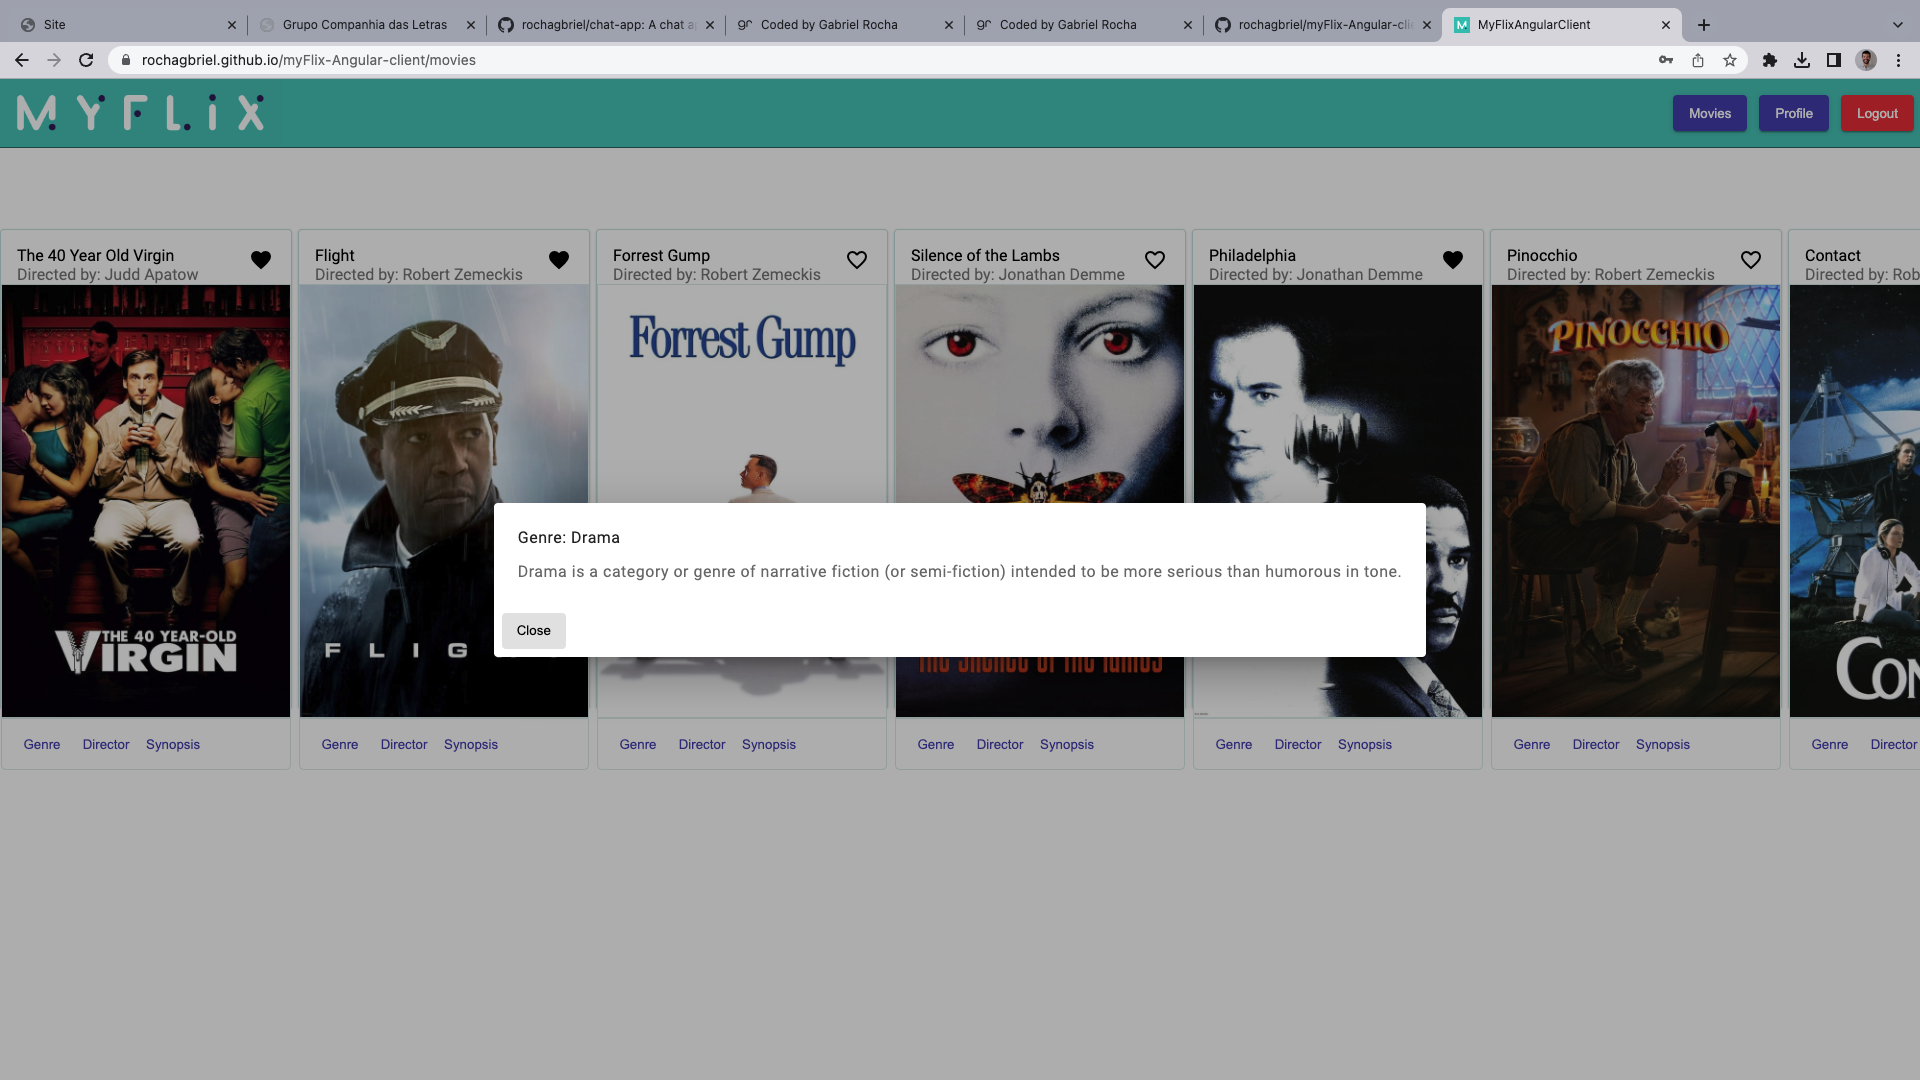 Site
Grupo Companhia das Letras
rochagbriel/chat-app: A chat a
Coded by Gabriel Rocha
Coded by Gabriel Rocha
rochagbriel/myFlix-Angular-clie
MyFlixAngularClient
rochagbriel.github.io/myFlix-Angular-client/movies
MYFLiX
Movies
Profile
Logout
The 40 Year Old Virgin
Directed by: Judd Apatow
Flight
Directed by: Robert Zemeckis
Forrest Gump
Directed by: Robert Zemeckis
Silence of the Lambs
Directed by: Jonathan Demme
Philadelphia
Directed by: Jonathan Demme
Pinocchio
Directed by: Robert Zemeckis
Contact
Directed by: Rob
Forrest Gump
PINOCCHIO
Genre: Drama
Drama is a category or genre of narrative fiction (or semi-fiction) intended to be more serious than humorous in tone.
Close
THE 40 YEAR-OLD
VIRGIN
FLIG
The Silence of the Lambs
CON
Genre Director Synopsis
Genre Director Synopsis
Genre Director Synopsis
Genre Director Synopsis
Genre Director Synopsis
Genre Director Synopsis
Genre Director